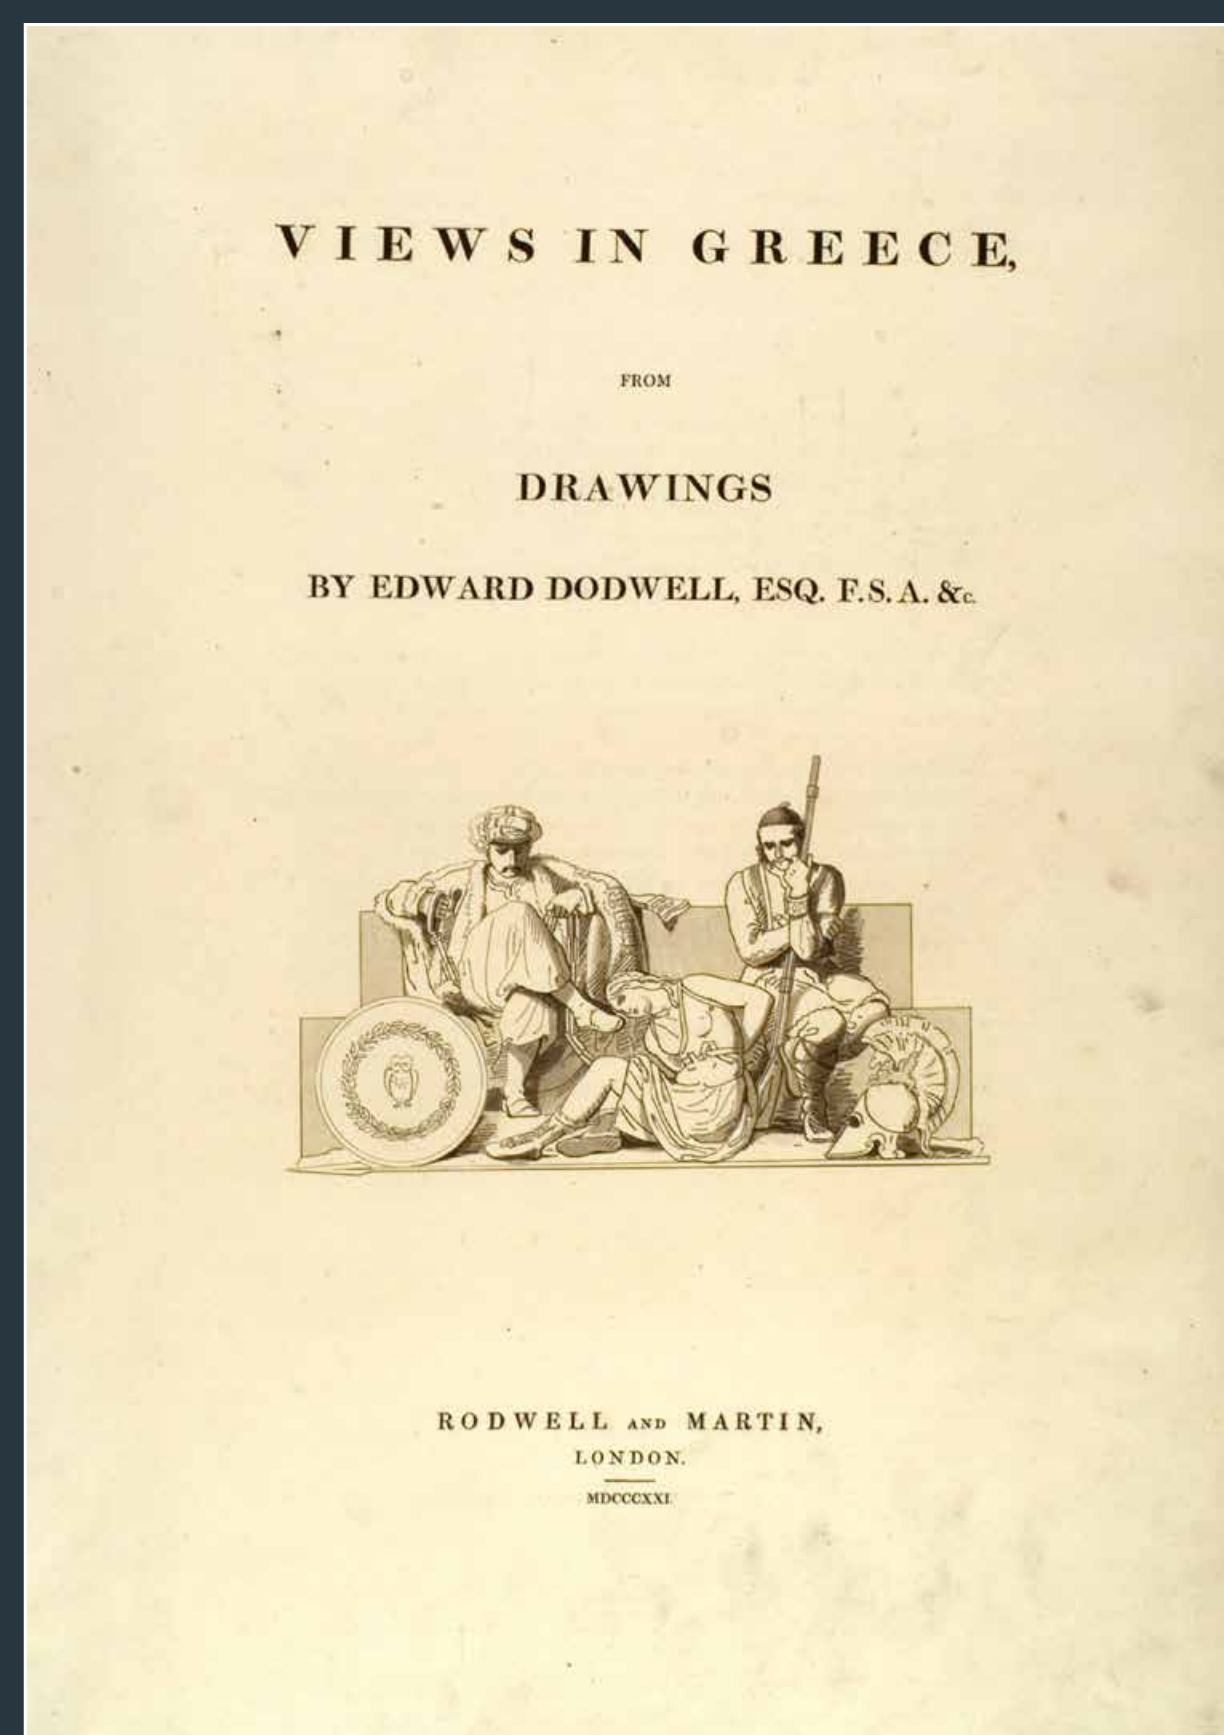 VIEWS IN GREECE,
FROM
DRAWINGS
BY EDWARD DODWELL, ESQ. F.S.A. &c.
RODWELL AND MARTIN,
LONDON.
MDCCCXXI.